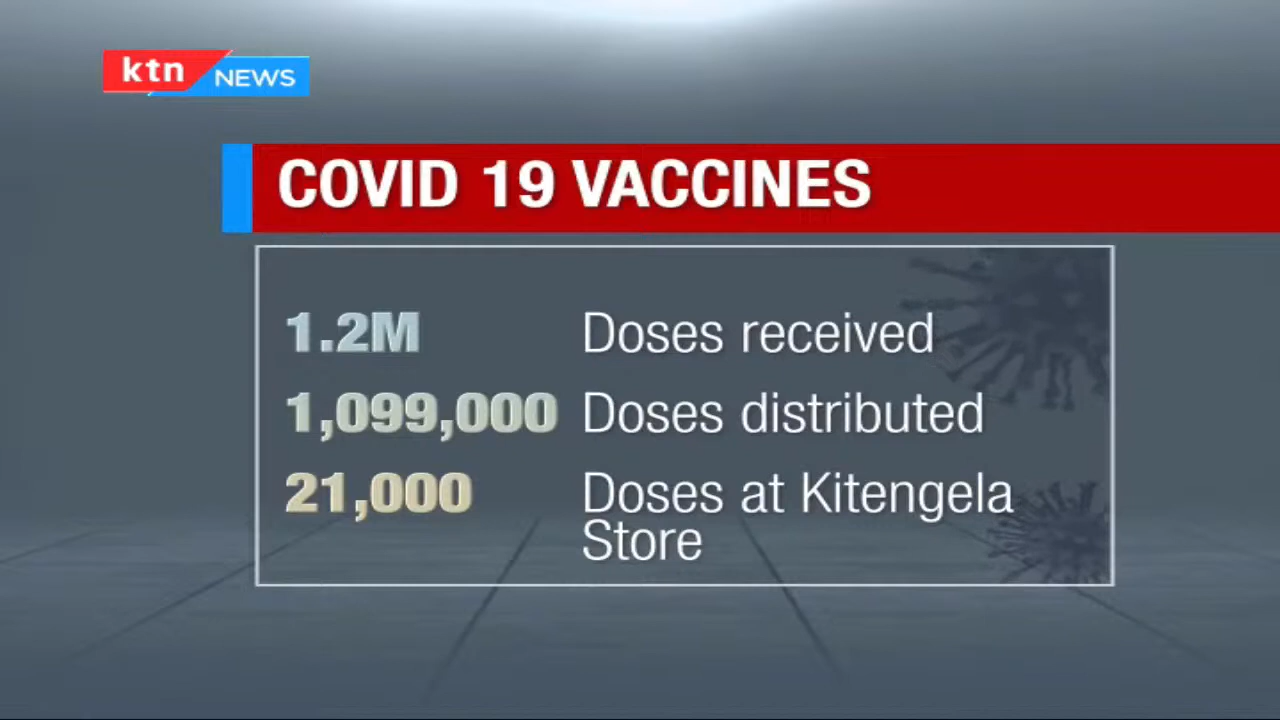 ktn NEWS
COVID 19 VACCINES
1.2M Doses received
1,099,000 Doses distributed
21,000 Doses at Kitengela
Store